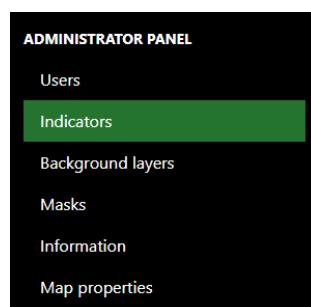 ADMINISTRATOR PANEL
Users
Indicators
Background layers
Masks
Information
Map properties